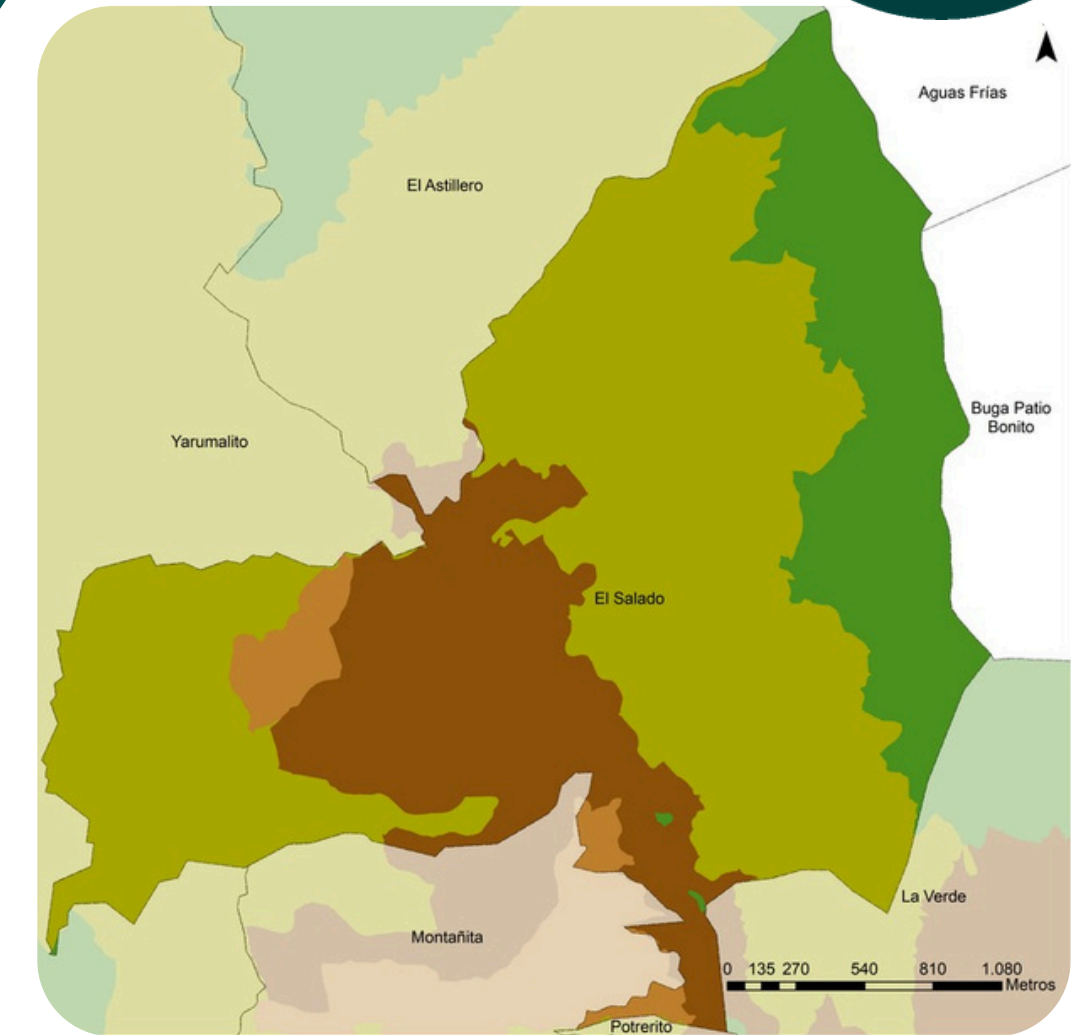 Aguas Frías
El Astillero
Buga Patio
Bonito
Yarumalito
El Salado
La Verde
Montañita
0 135 270 540 810 1.080
Metros
Potrerito